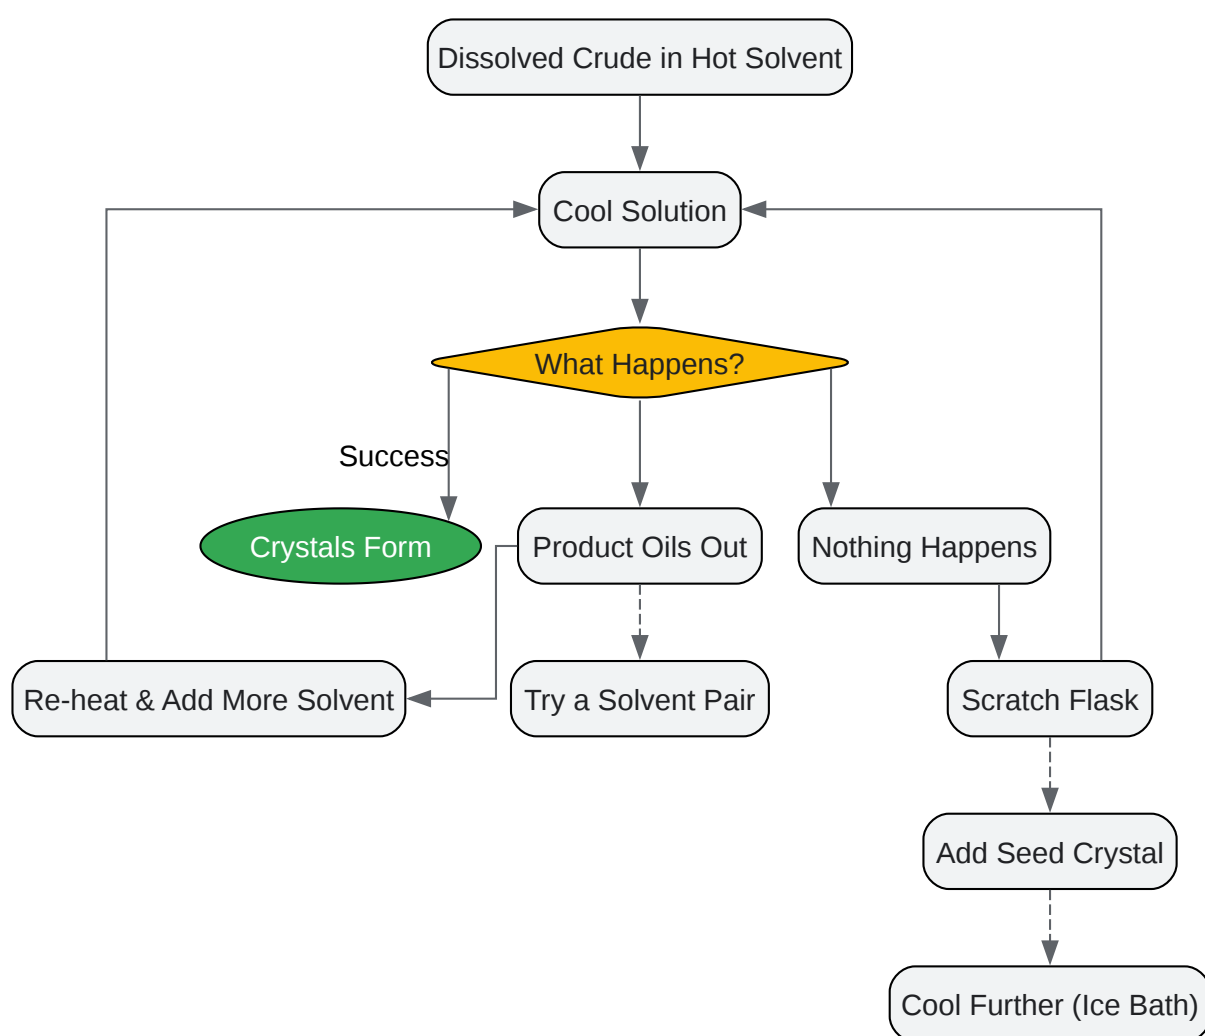 Dissolved Crude in Hot Solvent
Cool Solution
What Happens?
Success
Crystals Form
Product Oils Out
Nothing Happens
Re-heat & Add More Solvent
Try a Solvent Pair
Scratch Flask
Add Seed Crystal
Cool Further (Ice Bath)